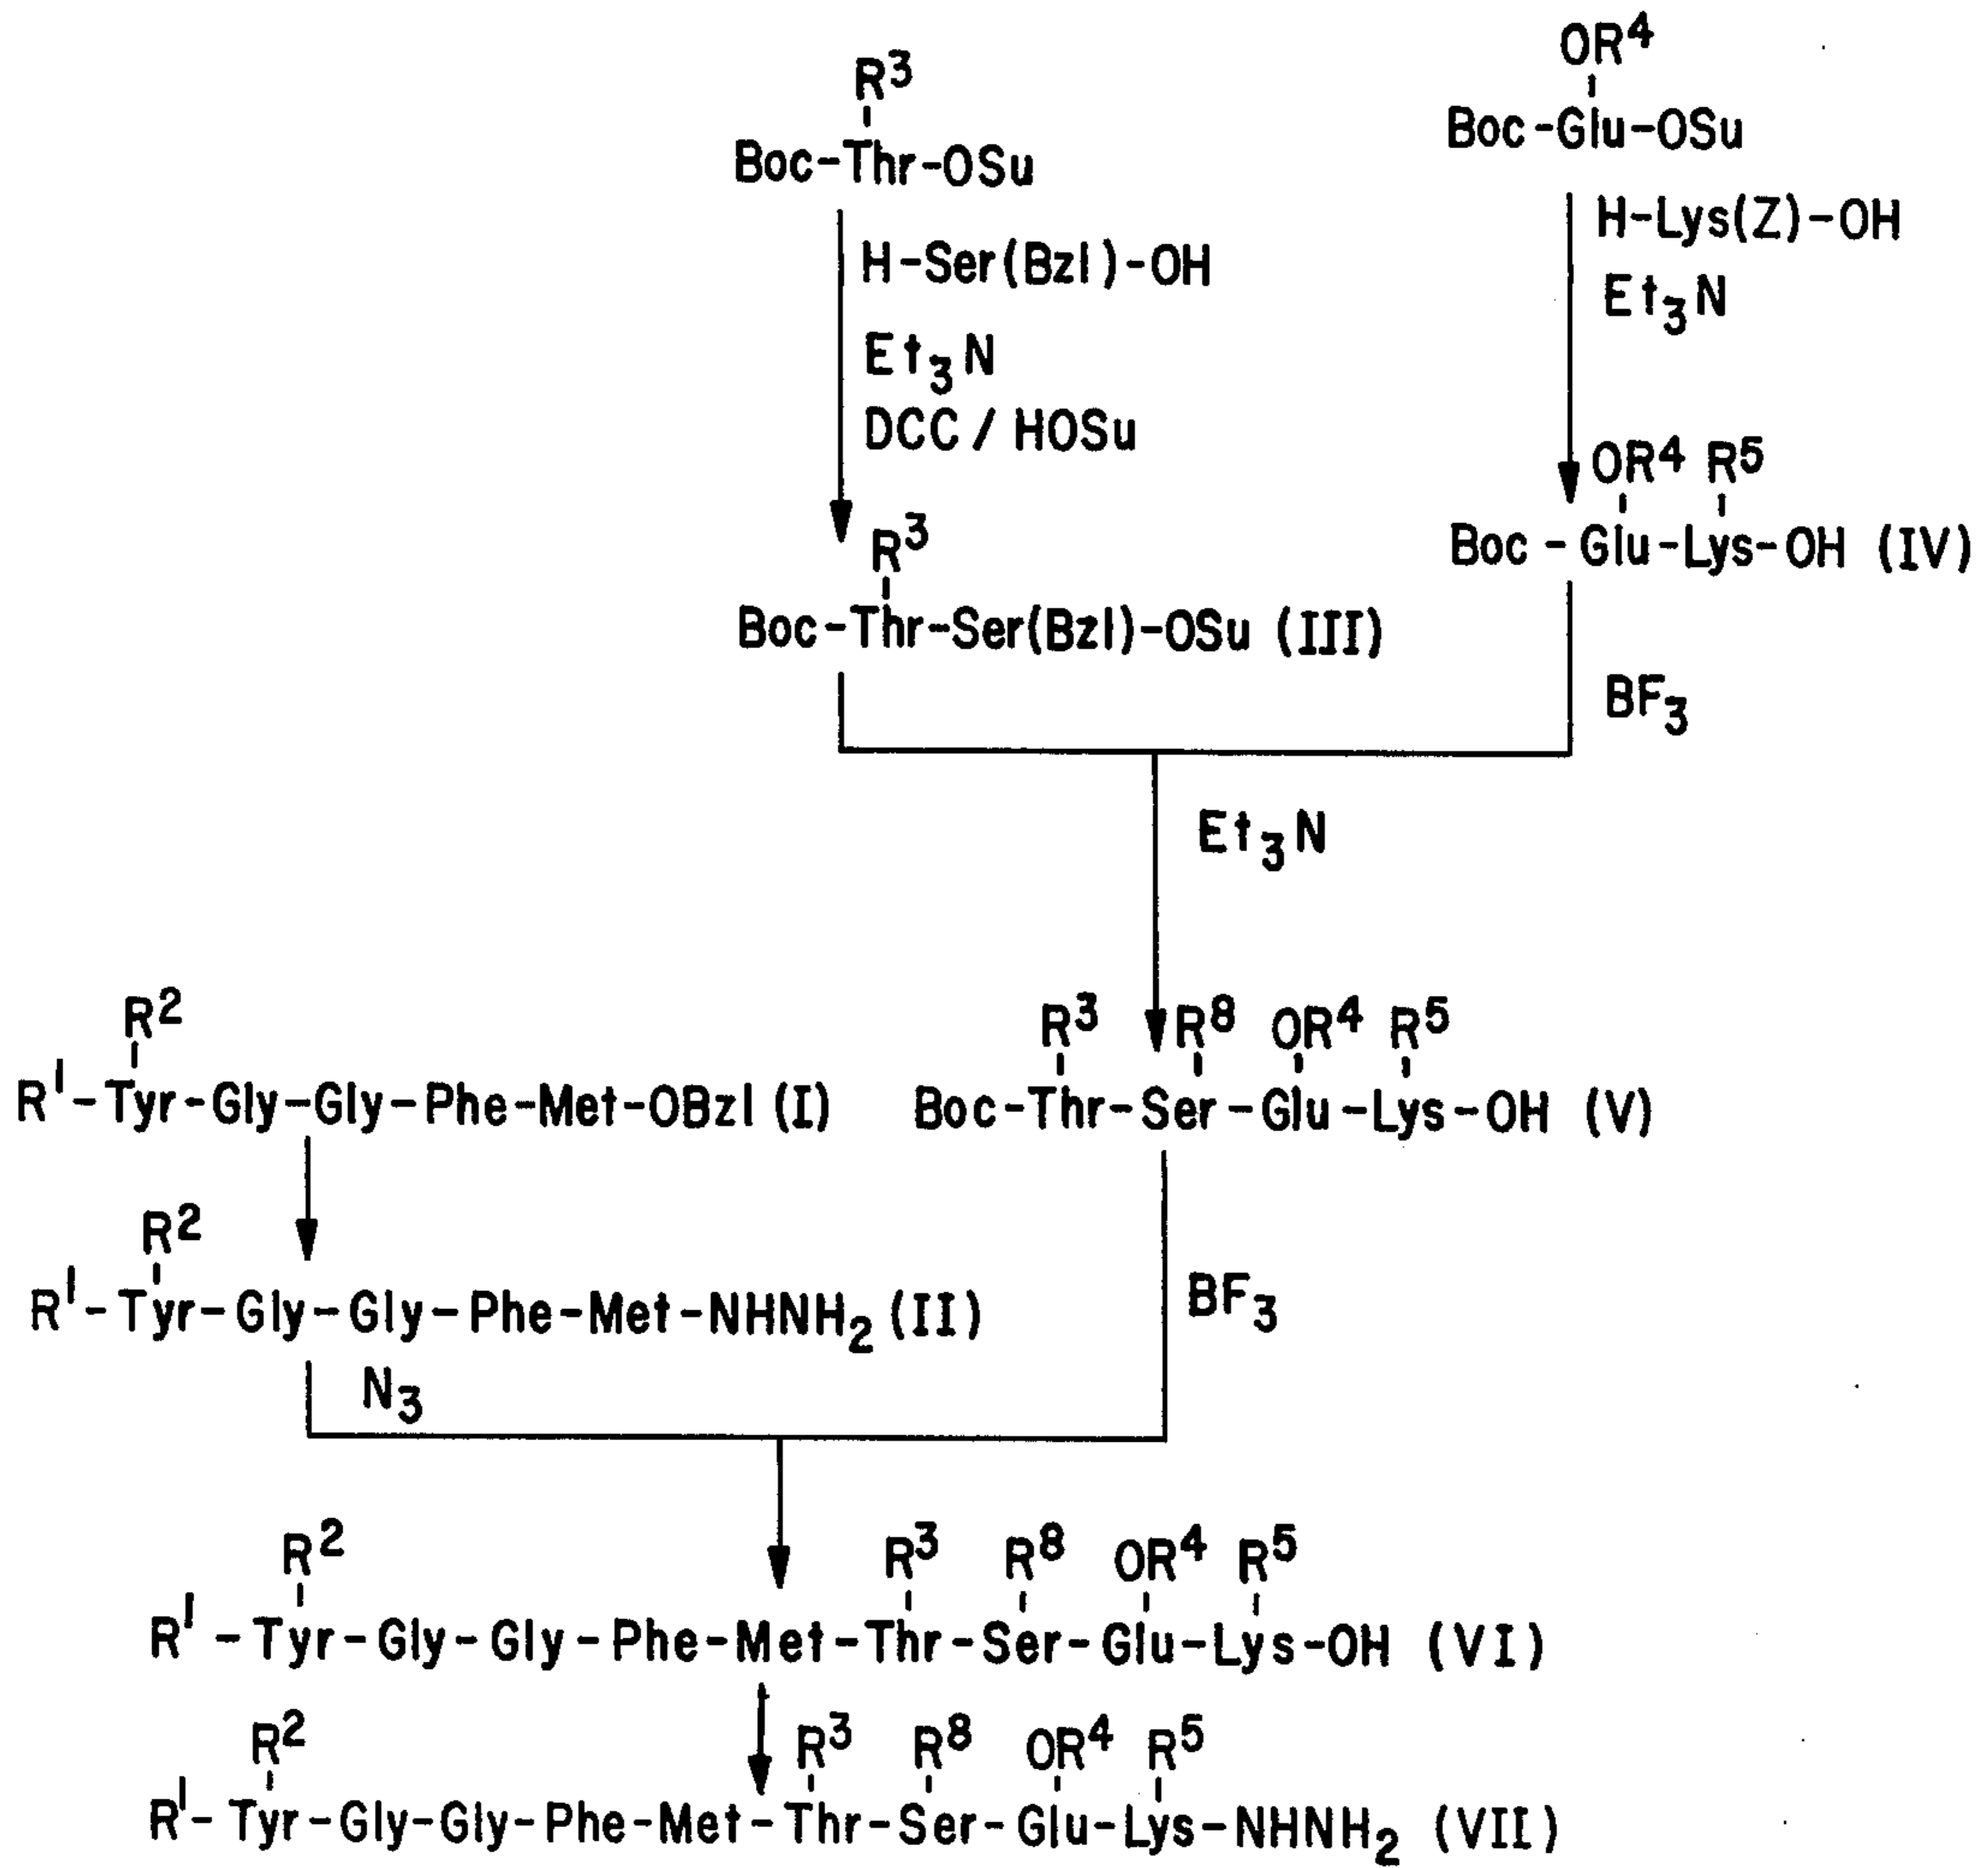 R³
Boc-Thr-OSu
H-Ser(Bzl)-OH
Et₃N
DCC / HOSu
R³
Boc-Thr-Ser(Bzl)-OSu (III)
OR⁴
Boc-Glu-OSu
H-Lys(Z)-OH
Et₃N
OR⁴ R⁵
Boc - Glu-Lys-OH (IV)
BF₃
Et₃N
R²
R¹-Tyr-Gly-Gly-Phe-Met-OBzl (I)
R³ R⁸ OR⁴ R⁵
Boc-Thr-Ser-Glu-Lys-OH (V)
R²
R¹-Tyr-Gly-Gly-Phe-Met-NHNH₂ (II)
N₃
BF₃
R² R³ R⁸ OR⁴ R⁵
R¹-Tyr-Gly-Gly-Phe-Met-Thr-Ser-Glu-Lys-OH (VI)
R² R³ R⁸ OR⁴ R⁵
R¹-Tyr-Gly-Gly-Phe-Met-Thr-Ser-Glu-Lys-NHNH₂ (VII)